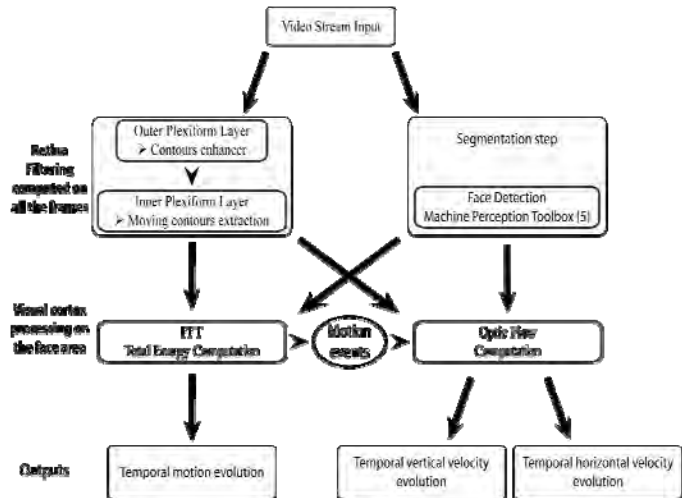 Video Stream Input
Outer Plexiform Layer
➢ Contours enhancer
Inner Plexiform Layer
➢ Moving contours extraction
Segmentation step
Face Detection
Machine Perception Toolbox (5)
Retina
Filtering
computed on
all the frames
Visual cortex
processing on
the face area
FFT
Total Energy Computation
Motion
events
Optic Flow
Computation
Outputs
Temporal motion evolution
Temporal vertical velocity
evolution
Temporal horizontal velocity
evolution